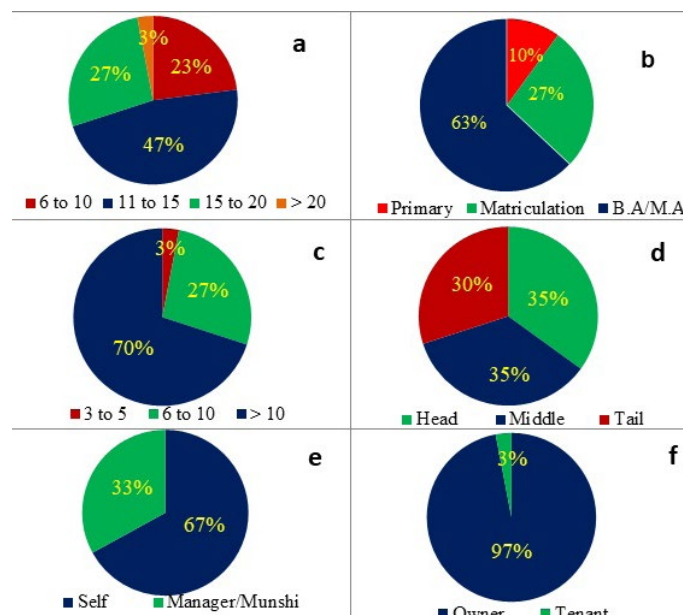 a
3%
23%
27%
47%
6 to 10 11 to 15 15 to 20 > 20
b
10%
27%
63%
Primary Matriculation B.A/M.A
c
3%
27%
70%
3 to 5 6 to 10 > 10
d
30%
35%
35%
Head Middle Tail
e
33%
67%
Self Manager/Munshi
f
3%
97%
Owner Tenant